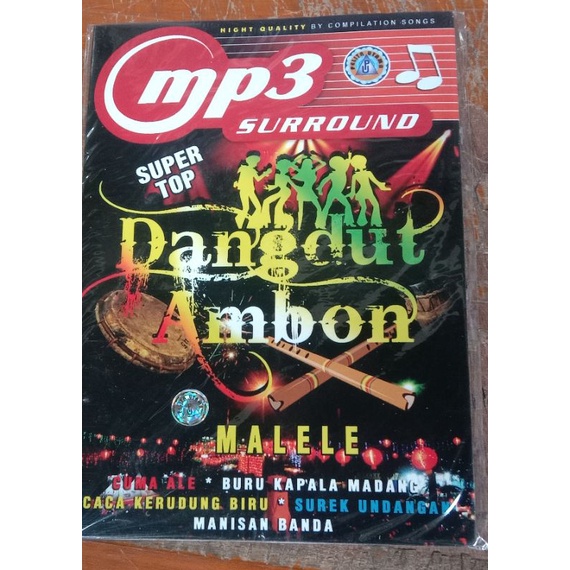 HIGHT QUALITY BY COMPILATION SONGS
mp3
SURROUND
SUPER
TOP
Dangdut
Ambon
MALELE
CUMA ALE * BURU KAPALA MADANG
CACA KERUDUNG BIRU * SUREK UNDANGAN
MANISAN BANDA